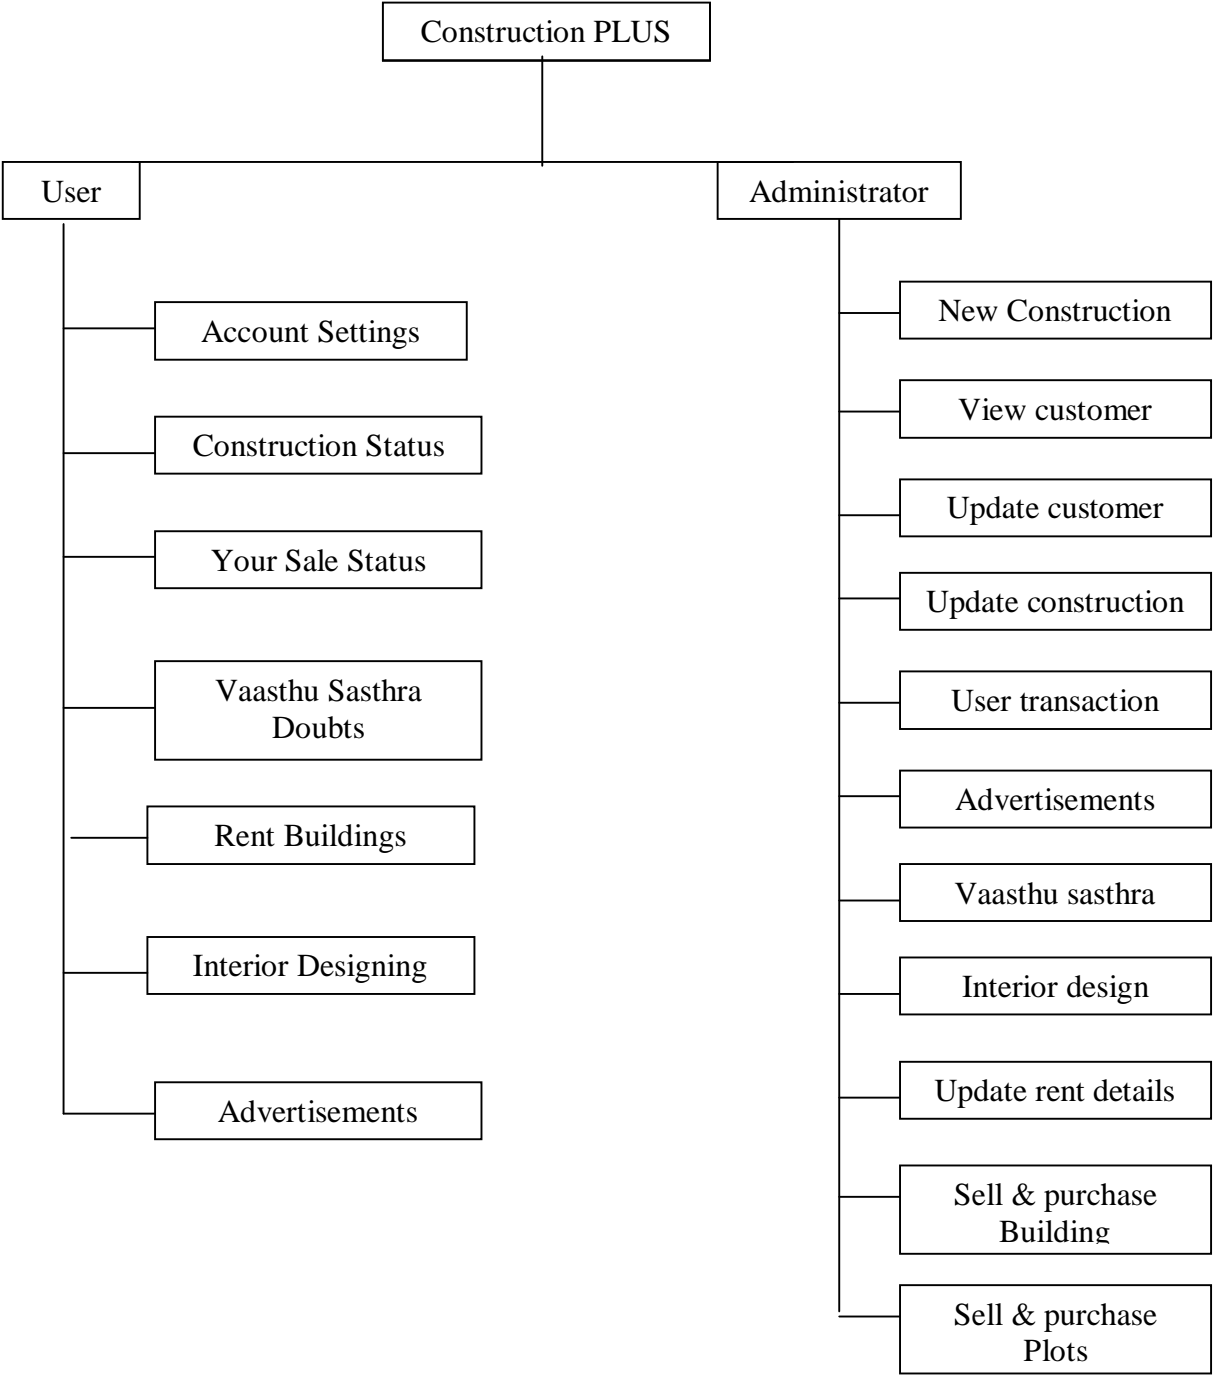 Construction PLUS
User
Administrator
Account Settings
Construction Status
Your Sale Status
Vaasthu Sasthra
Doubts
Rent Buildings
Interior Designing
Advertisements
New Construction
View customer
Update customer
Update construction
User transaction
Advertisements
Vaasthu sasthra
Interior design
Update rent details
Sell & purchase
Building
Sell & purchase
Plots